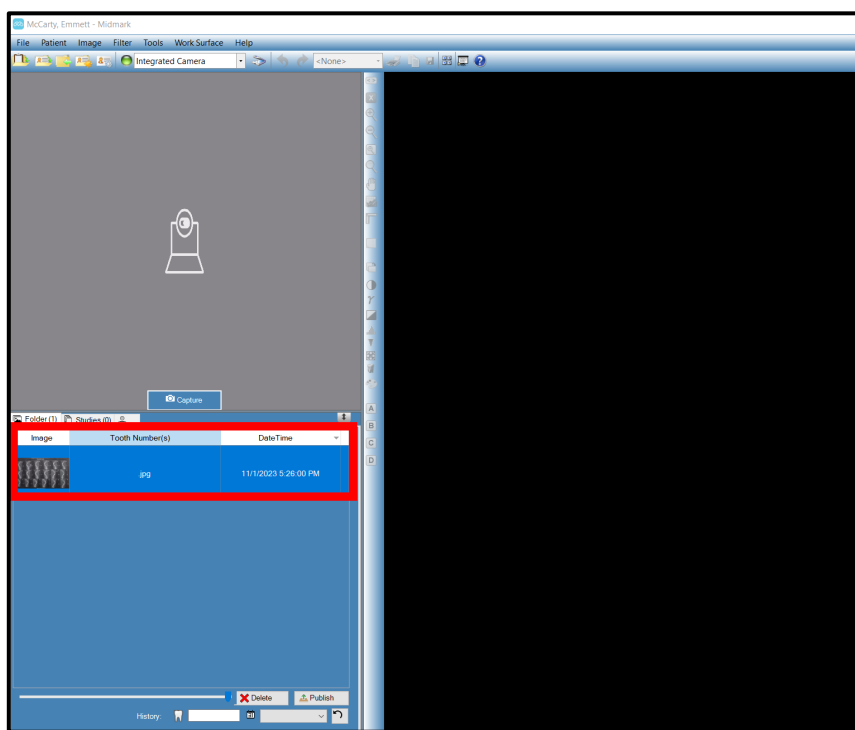 McCarty, Emmett - Midmark
File Patient Image Filter Tools Work Surface Help
Integrated Camera <None>
Capture
Folder (1) Studies (0)
Image Tooth Number(s) DateTime
.jpg 11/1/2023 5:26:00 PM
Delete Publish
History:
A
B
C
D